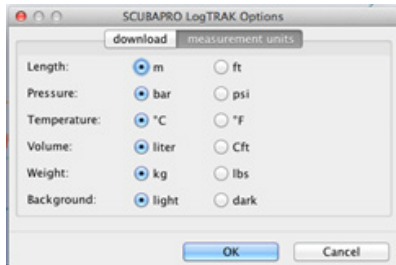 SCUBAPRO LogTRAK Options
download measurement units
Length: m ft
Pressure: bar psi
Temperature: °C °F
Volume: liter Cft
Weight: kg lbs
Background: light dark
OK Cancel